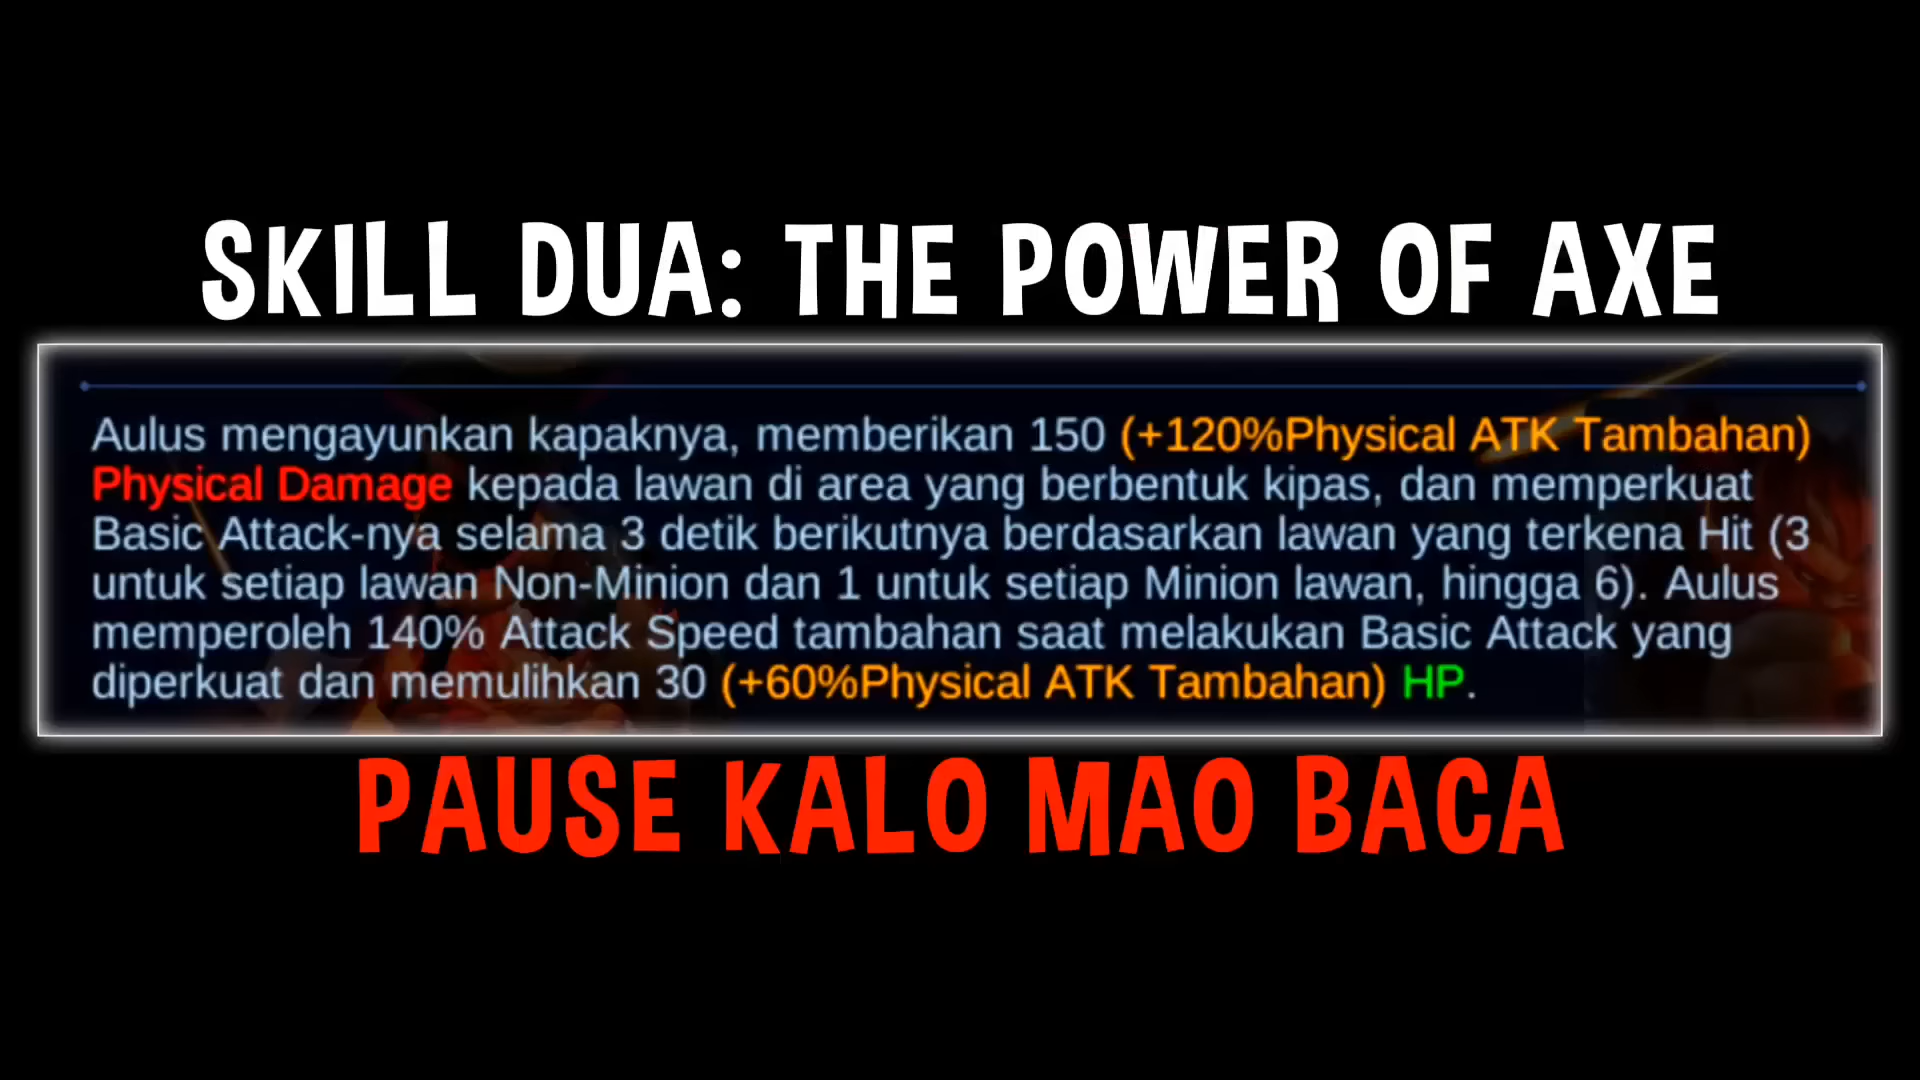 SKILL DUA: THE POWER OF AXE
Aulus mengayunkan kapaknya, memberikan 150 (+120%Physical ATK Tambahan)
Physical Damage kepada lawan di area yang berbentuk kipas, dan memperkuat
Basic Attack-nya selama 3 detik berikutnya berdasarkan lawan yang terkena Hit (3
untuk setiap lawan Non-Minion dan 1 untuk setiap Minion lawan, hingga 6). Aulus
memperoleh 140% Attack Speed tambahan saat melakukan Basic Attack yang
diperkuat dan memulihkan 30 (+60%Physical ATK Tambahan) HP.
PAUSE KALO MAO BACA